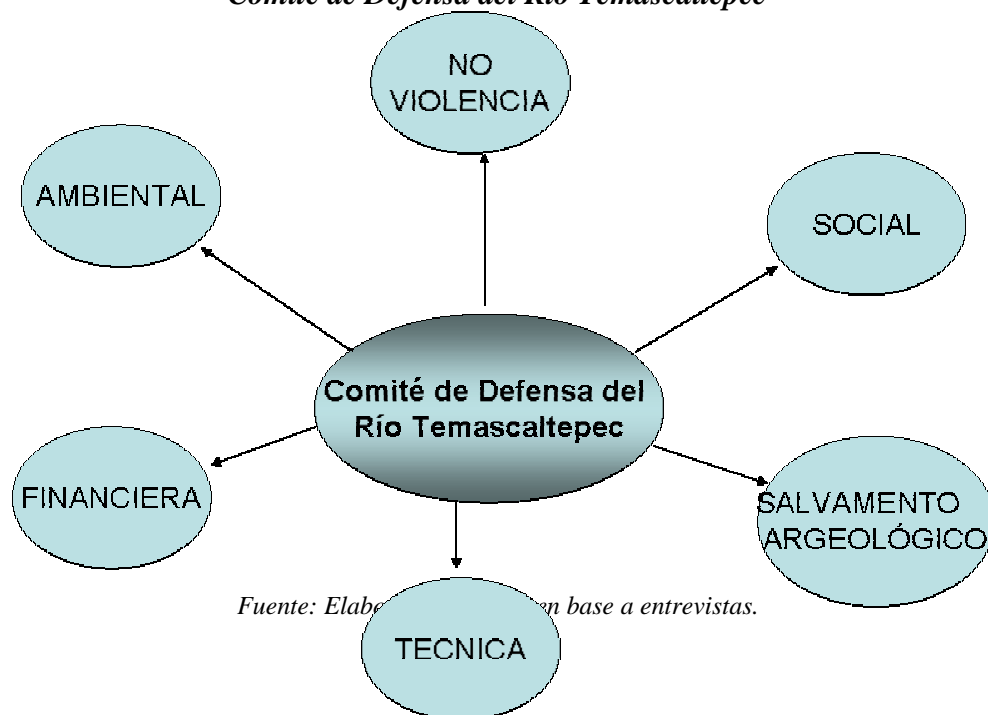 Comité de Defensa del Río Temascaltepec
NO
VIOLENCIA
AMBIENTAL
SOCIAL
Comité de Defensa del
Río Temascaltepec
FINANCIERA
SALVAMENTO
ARGEOLÓGICO
Fuente: en base a entrevistas.
TECNICA